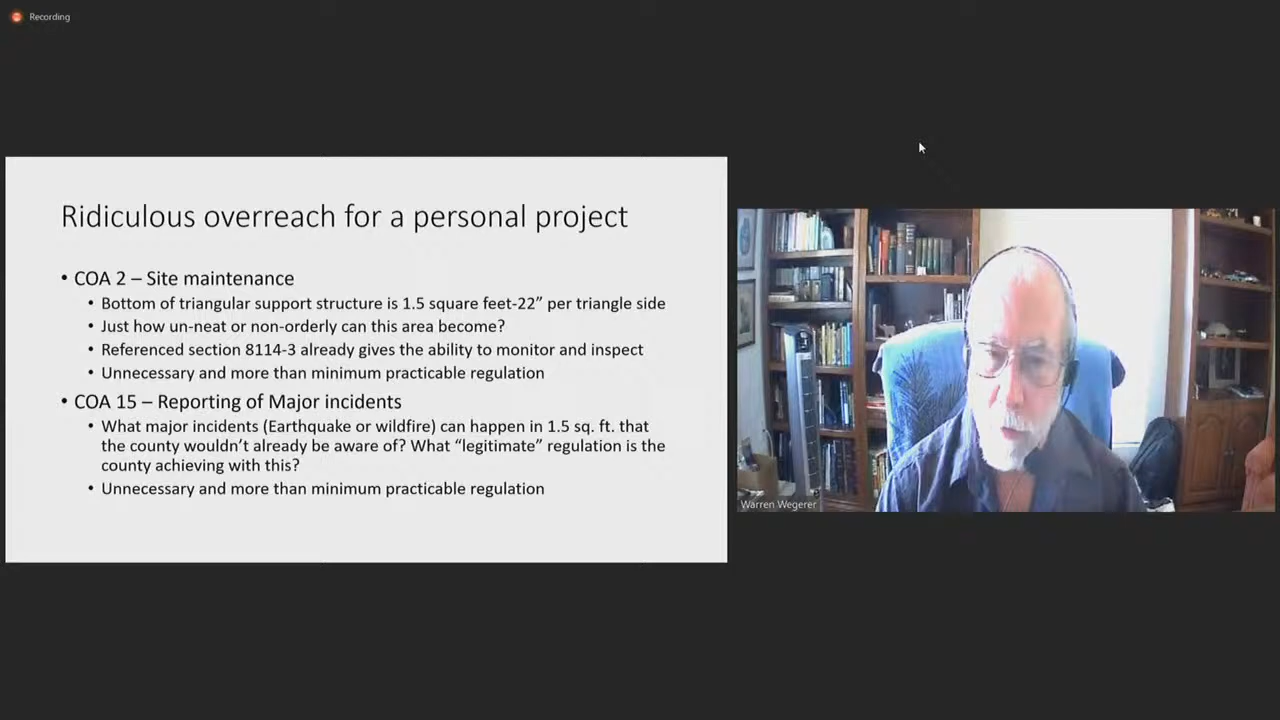 Recording
Ridiculous overreach for a personal project
• COA 2 – Site maintenance
• Bottom of triangular support structure is 1.5 square feet-22” per triangle side
• Just how un-neat or non-orderly can this area become?
• Referenced section 8114-3 already gives the ability to monitor and inspect
• Unnecessary and more than minimum practicable regulation
• COA 15 – Reporting of Major incidents
• What major incidents (Earthquake or wildfire) can happen in 1.5 sq. ft. that
the county wouldn’t already be aware of? What “legitimate” regulation is the
county achieving with this?
• Unnecessary and more than minimum practicable regulation
Warren Wegerer